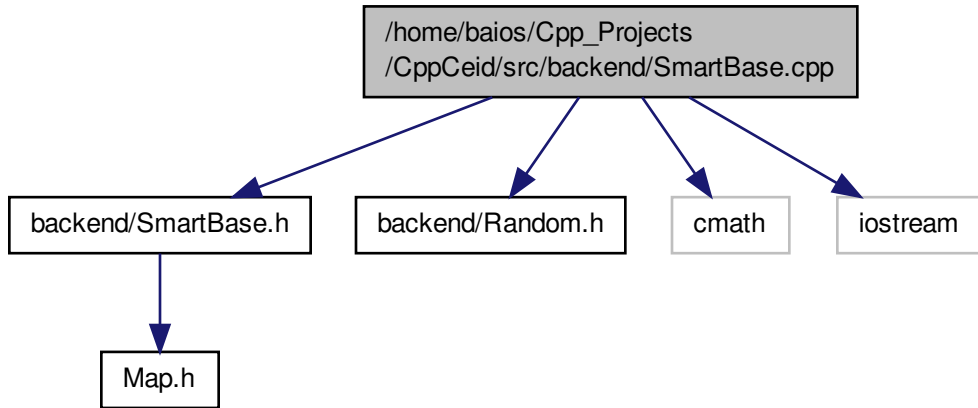 /home/baios/Cpp_Projects
/CppCeid/src/backend/SmartBase.cpp
backend/SmartBase.h
backend/Random.h
cmath
iostream
Map.h